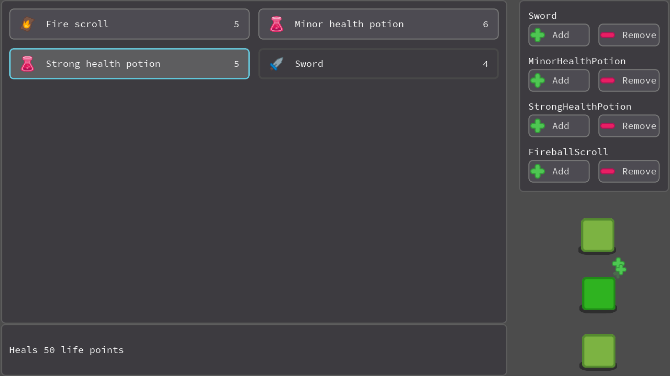 Fire scroll 5
Minor health potion 6
Strong health potion 5
Sword 4
Heals 50 life points
Sword
Add Remove
MinorHealthPotion
Add Remove
StrongHealthPotion
Add Remove
FireballScroll
Add Remove